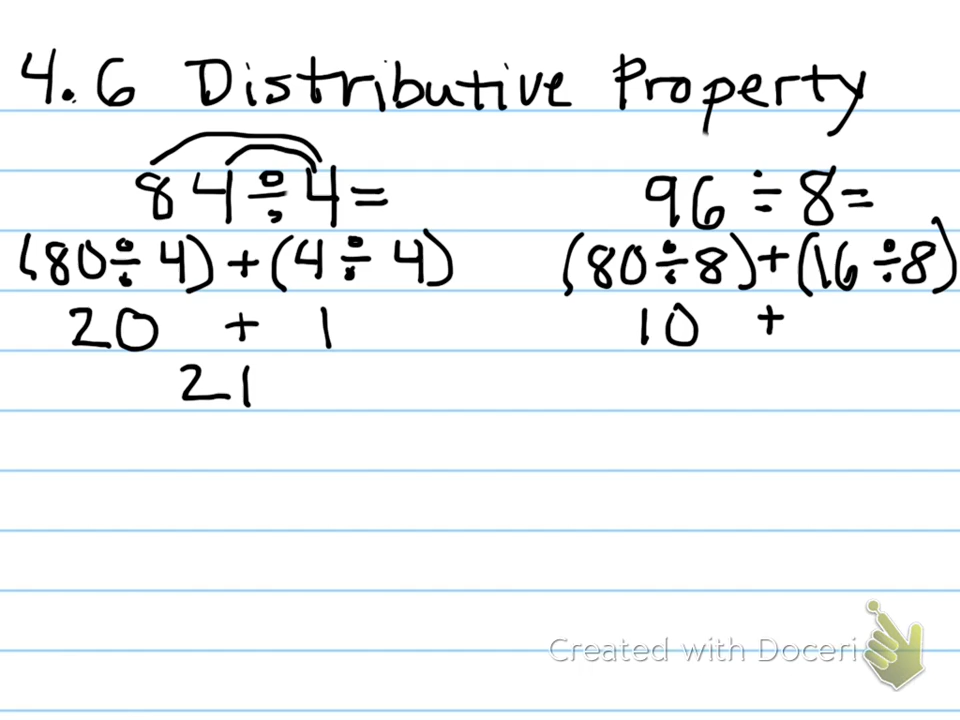 4.6 Distributive Property
84÷4= 96÷8=
(80÷4)+(4÷4) (80÷8)+(16÷8)
20 + 1 10 +
21
Created with Doceri